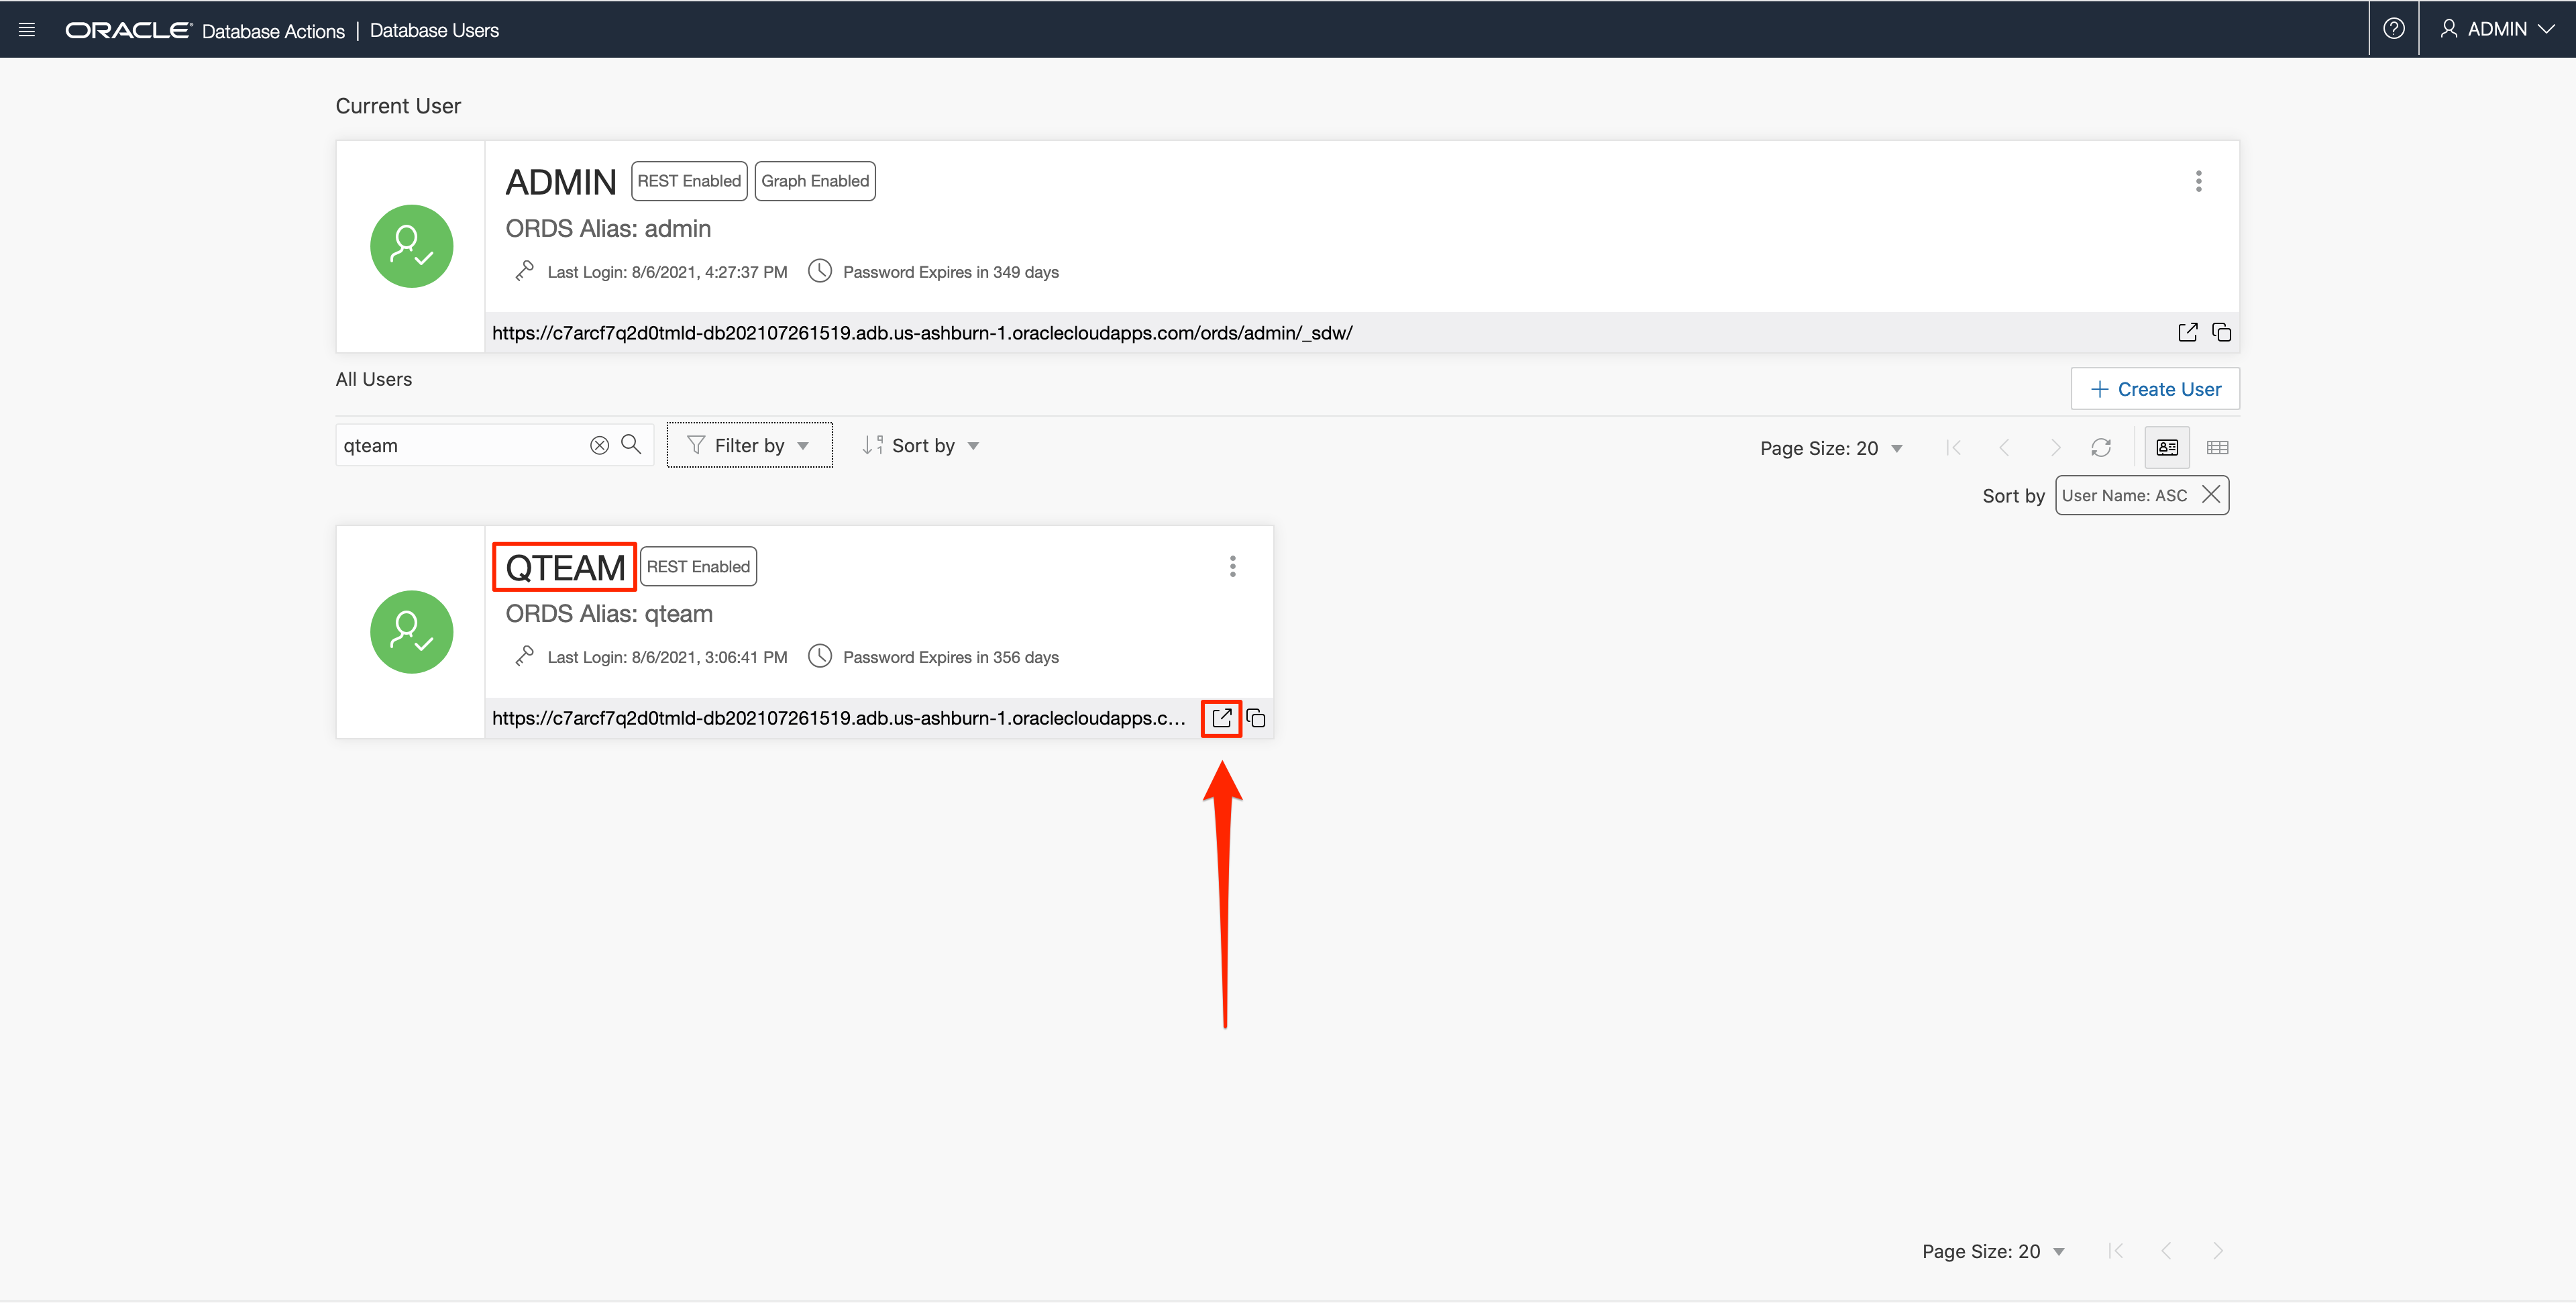 ORACLE Database Actions | Database Users
ADMIN
Current User
ADMIN REST Enabled Graph Enabled
ORDS Alias: admin
Last Login: 8/6/2021, 4:27:37 PM Password Expires in 349 days
https://c7arcf7q2d0tmld-db202107261519.adb.us-ashburn-1.oraclecloudapps.com/ords/admin/_sdw/
All Users
Create User
qteam Filter by Sort by Page Size: 20
Sort by User Name: ASC
QTEAM REST Enabled
ORDS Alias: qteam
Last Login: 8/6/2021, 3:06:41 PM Password Expires in 356 days
https://c7arcf7q2d0tmld-db202107261519.adb.us-ashburn-1.oraclecloudapps.c...
Page Size: 20